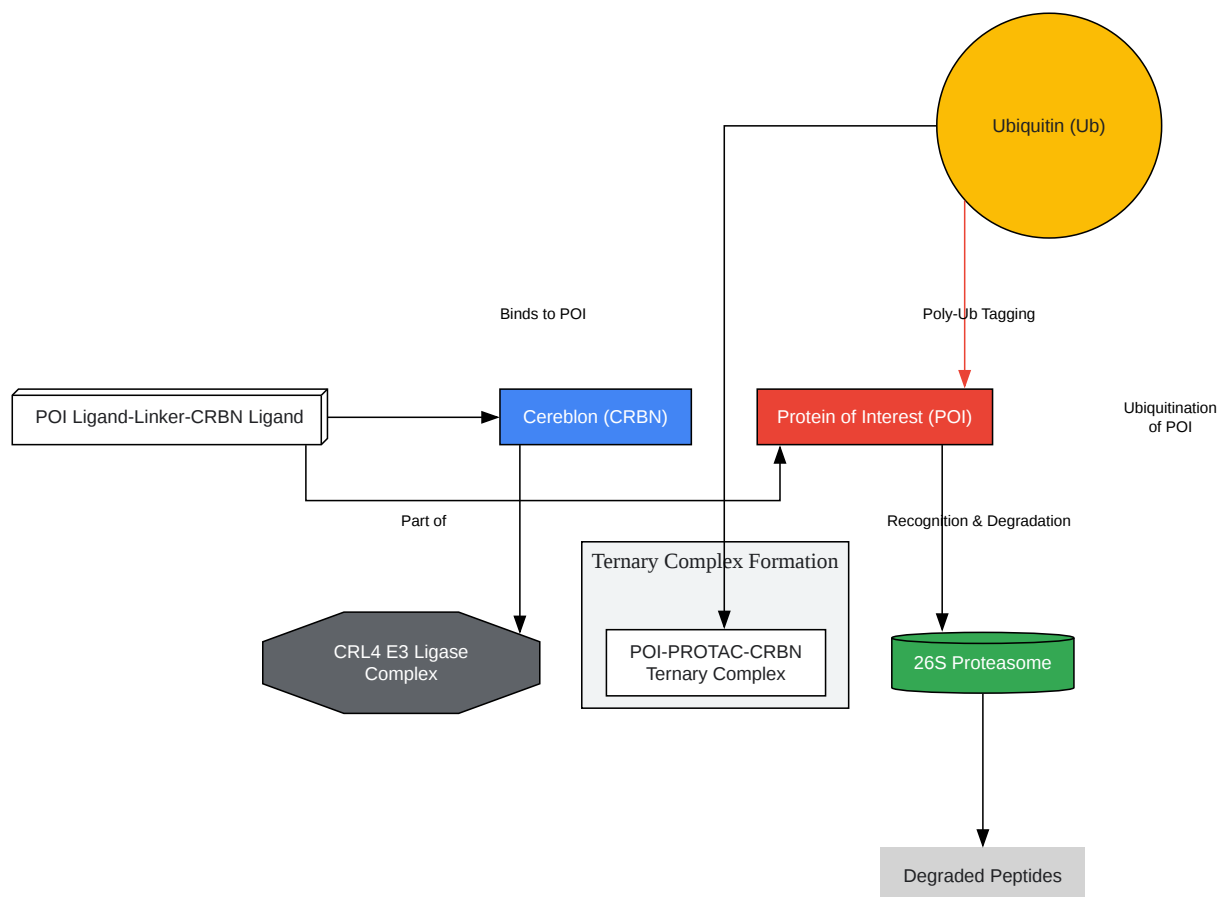 Ubiquitin (Ub)
Binds to POI
Poly-Ub Tagging
POI Ligand-Linker-CRBN Ligand
Cereblon (CRBN)
Protein of Interest (POI)
Ubiquitination
of POI
Part of
Recognition & Degradation
Ternary Complex Formation
CRL4 E3 Ligase
Complex
POI-PROTAC-CRBN
Ternary Complex
26S Proteasome
Degraded Peptides